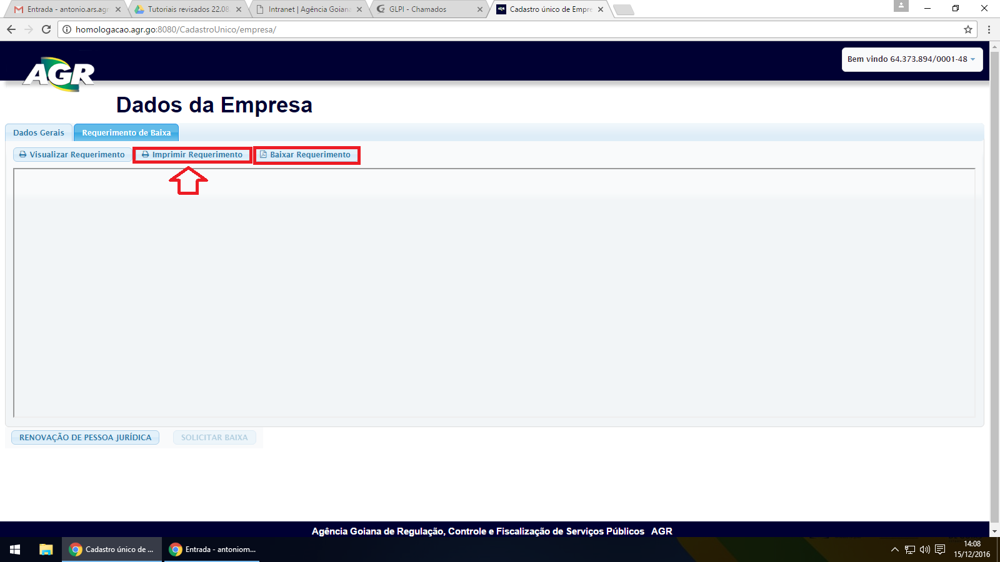 Entrada - antonio.ars.agr
Tutoriais revisados 22.08.
Intranet | Agência Goiana
GLPI - Chamados
Cadastro único de Empre
homologacao.agr.go:8080/CadastroUnico/empresa/
AGR
Bem vindo 64.373.894/0001-48
Dados da Empresa
Dados Gerais
Requerimento de Baixa
Visualizar Requerimento
Imprimir Requerimento
Baixar Requerimento
RENOVAÇÃO DE PESSOA JURÍDICA
SOLICITAR BAIXA
Agência Goiana de Regulação, Controle e Fiscalização de Serviços Públicos AGR
Cadastro único de ...
Entrada - antoniom...
14:08
15/12/2016